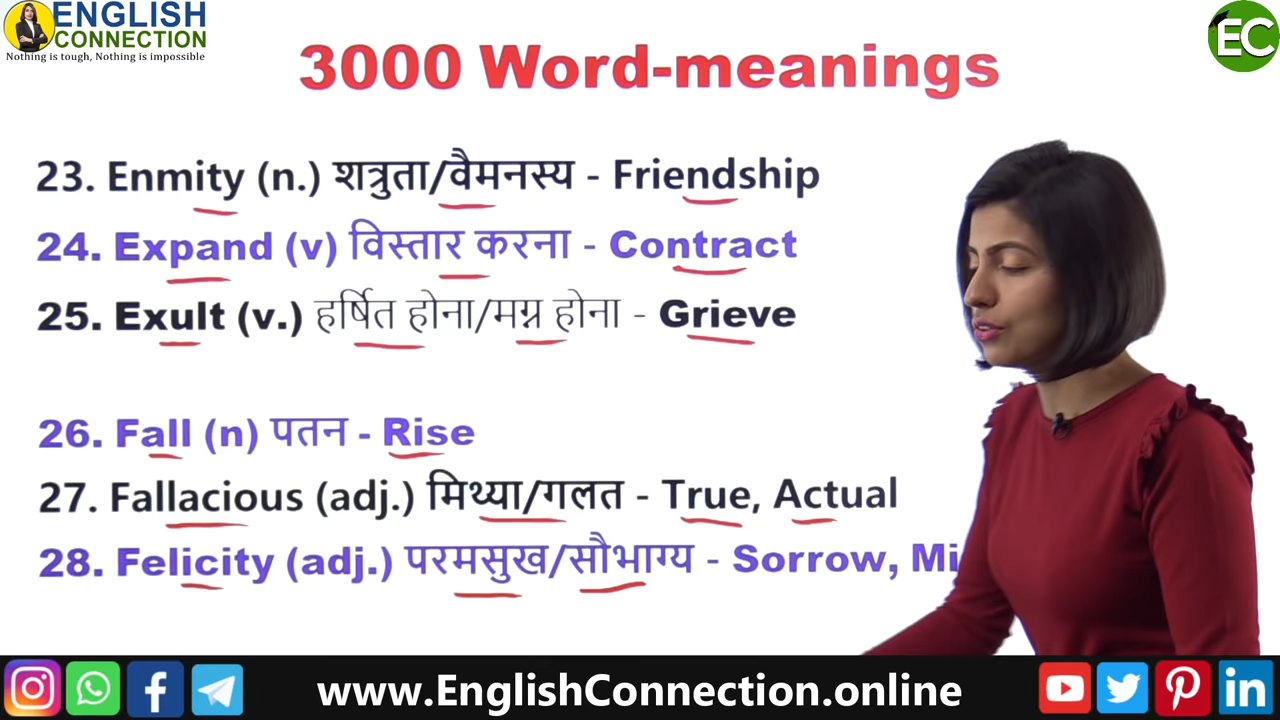 ENGLISH
CONNECTION
Nothing is tough, Nothing is impossible
EC
3000 Word-meanings
23. Enmity (n.) शत्रुता/वैमनस्य - Friendship
24. Expand (v) विस्तार करना - Contract
25. Exult (v.) हर्षित होना/मग्न होना - Grieve
26. Fall (n) पतन - Rise
27. Fallacious (adj.) मिथ्या/गलत - True, Actual
28. Felicity (adj.) परमसुख/सौभाग्य - Sorrow, Mi
www.EnglishConnection.online